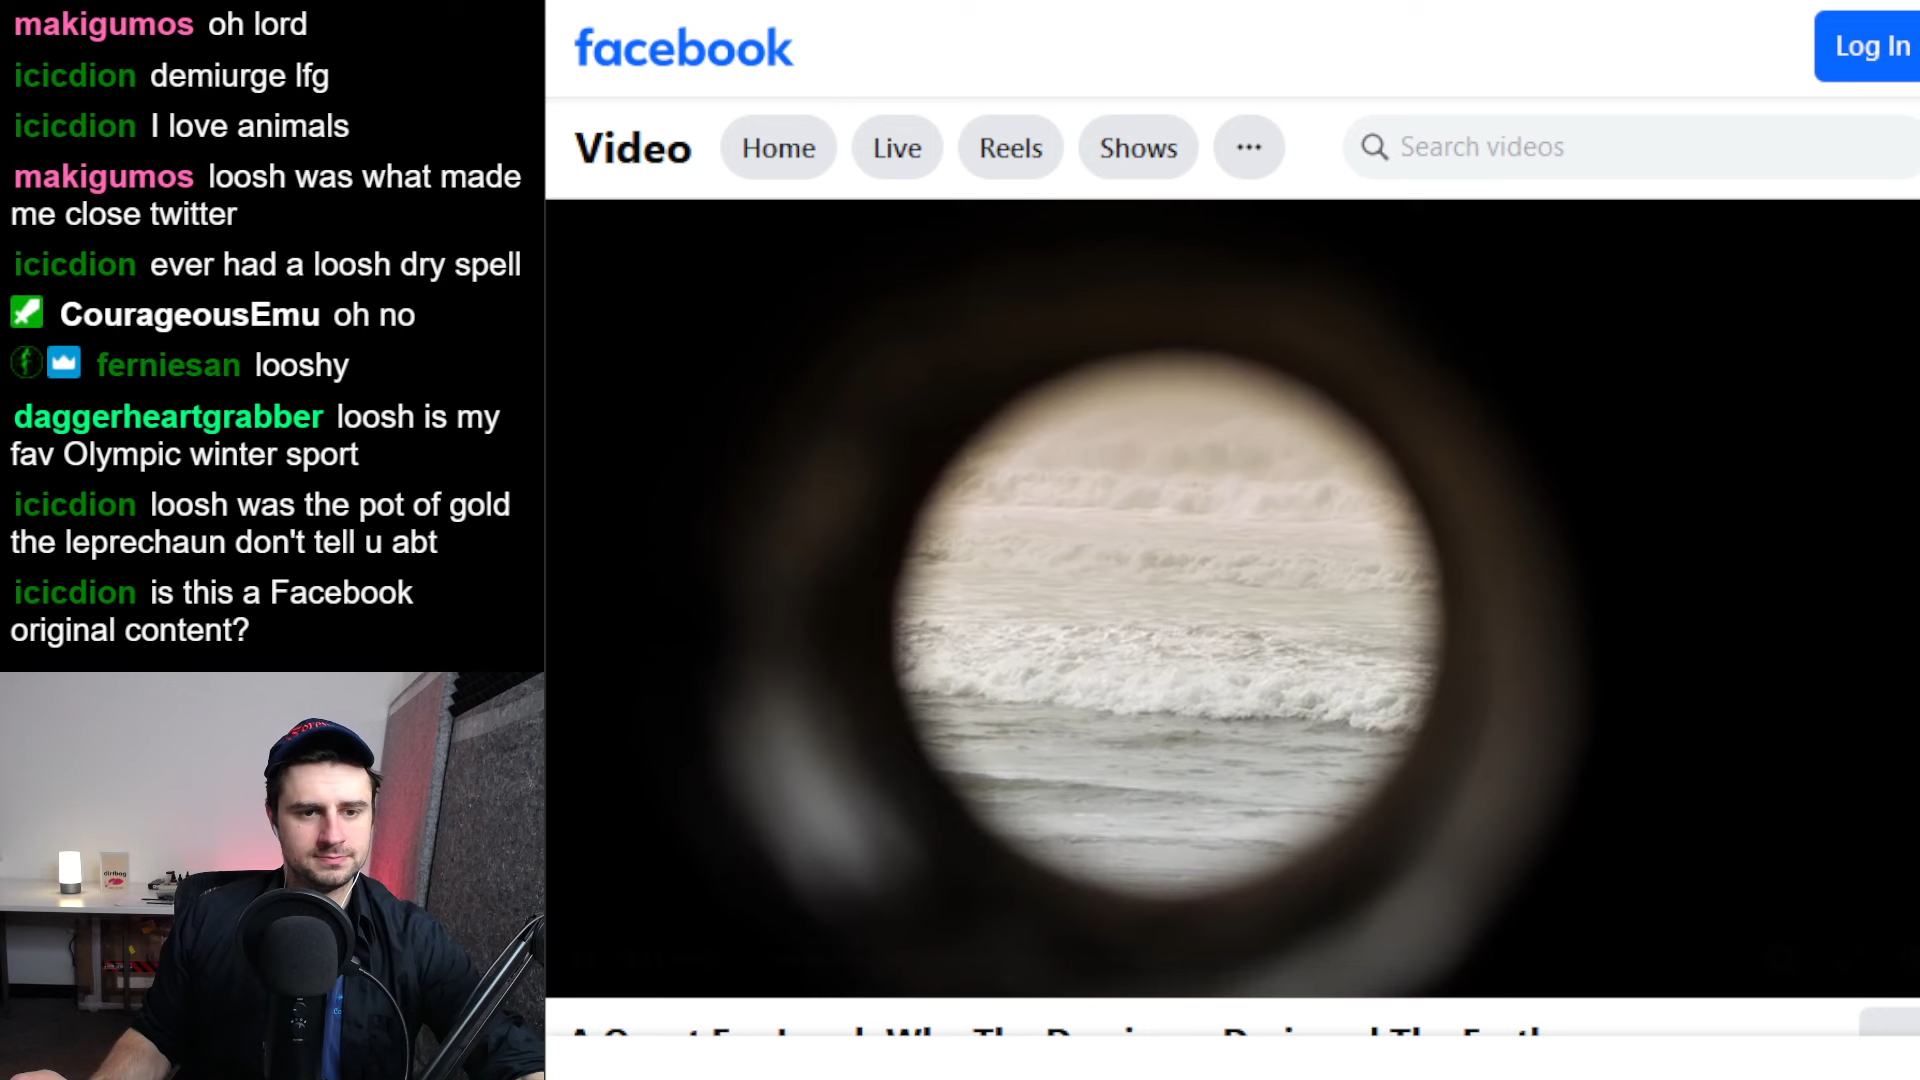 makigumos oh lord
icicdion demiurge lfg
icicdion I love animals
makigumos loosh was what made
me close twitter
icicdion ever had a loosh dry spell
CourageousEmu oh no
ferniesan looshy
daggerheartgrabber loosh is my
fav Olympic winter sport
icicdion loosh was the pot of gold
the leprechaun don't tell u abt
icicdion is this a Facebook
original content?
facebook
Log In
Video
Home
Live
Reels
Shows
Search videos
dirtbag